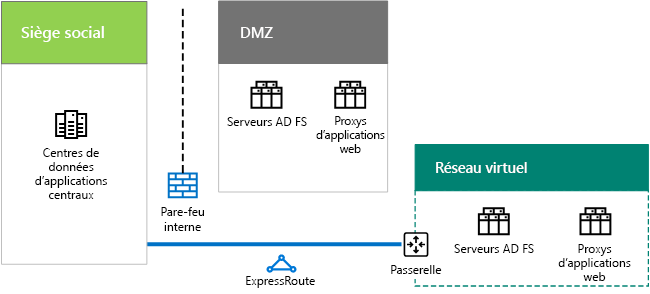 Siège social
Centres de
données
d'applications
centraux
Pare-feu
interne
DMZ
Serveurs AD FS
Proxys
d'applications
web
ExpressRoute
Passerelle
Réseau virtuel
Serveurs AD FS
Proxys
d'applications
web